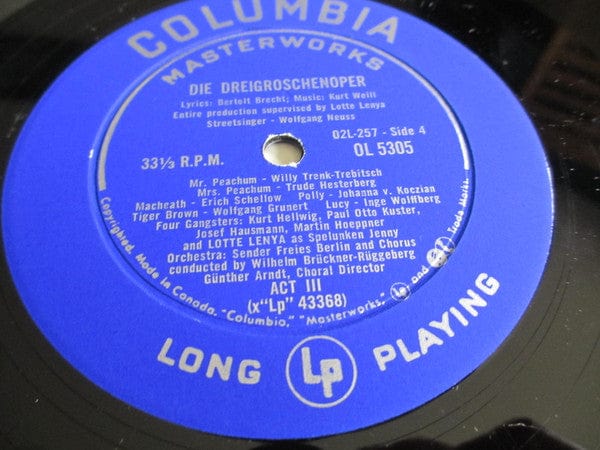 COLUMBIA
MASTERWORKS
DIE DREIGROSCHENOPER
Lyrics: Bertolt Brecht; Music: Kurt Weill
Entire production supervised by Lotte Lenya
Streetsinger - Wolfgang Neuss
02L-257 - Side 4
33⅓ R.P.M.
OL 5305
Mr. Peachum - Willy Trenk-Trebitsch
Mrs. Peachum - Trude Hesterberg
Macheath - Erich Schellow Polly - Johanna v. Koczian
Tiger Brown - Wolfgang Grunert Lucy - Inge Wolffberg
Four Gangsters: Kurt Hellwig, Paul Otto Kuster,
Josef Hausmann, Martin Hoeppner
and LOTTE LENYA as Spelunken Jenny
Orchestra: Sender Freies Berlin and Chorus
conducted by Wilhelm Brückner-Rüggeberg
Günther Arndt, Choral Director
ACT III
(x"Lp" 43368)
Copyrighted. Made in Canada. "Columbia," "Masterworks," Lp and Trade Marks.
LONG Lp PLAYING